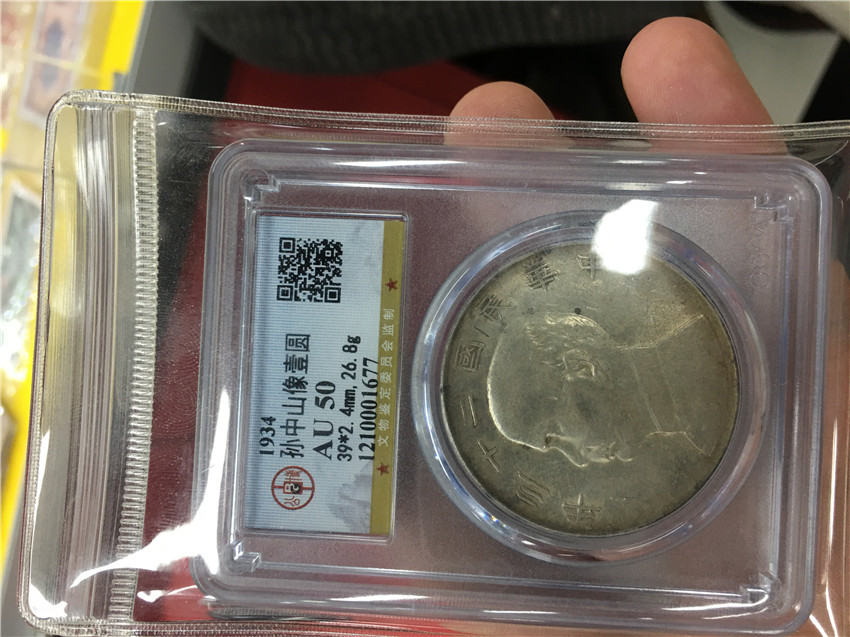 1934
孙中山像壹圆
AU 50
39*2.4mm,26.8g
1210001677
★ 文物鉴定委员会监制 ★
中華民國二十三年